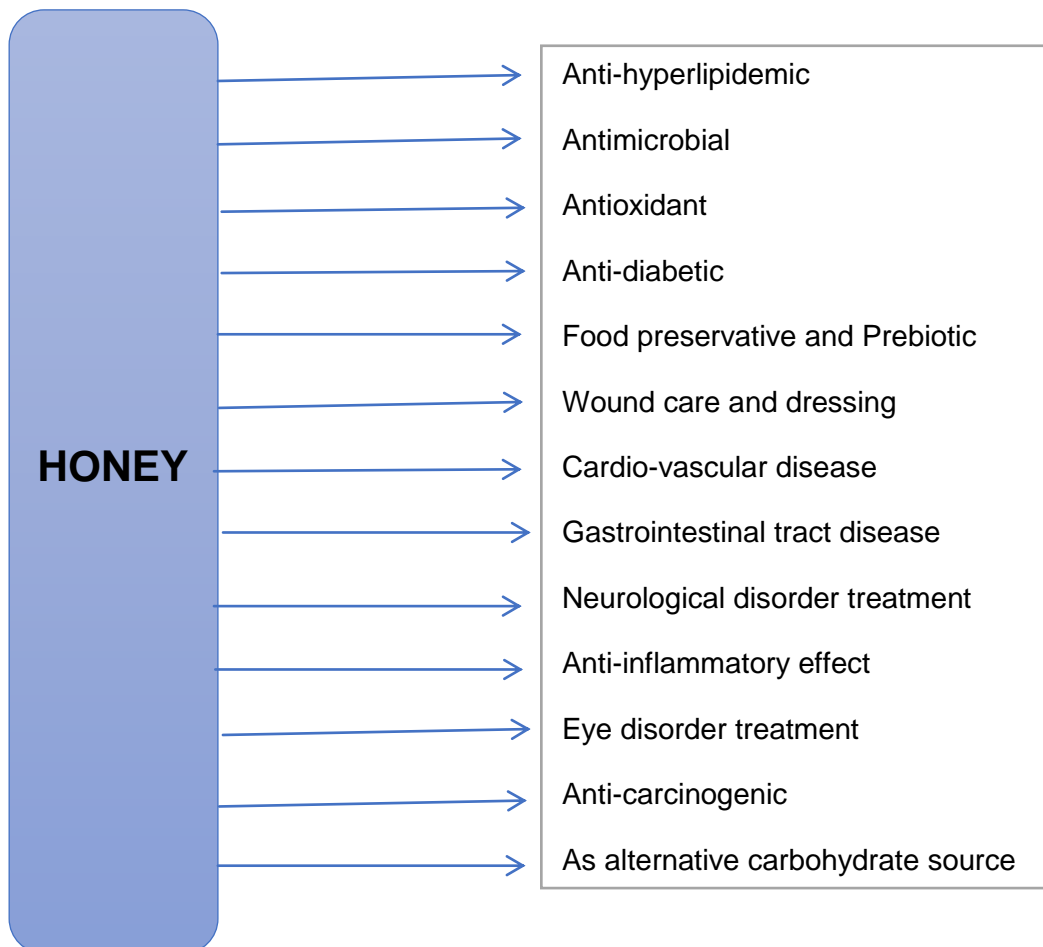 HONEY
Anti-hyperlipidemic
Antimicrobial
Antioxidant
Anti-diabetic
Food preservative and Prebiotic
Wound care and dressing
Cardio-vascular disease
Gastrointestinal tract disease
Neurological disorder treatment
Anti-inflammatory effect
Eye disorder treatment
Anti-carcinogenic
As alternative carbohydrate source